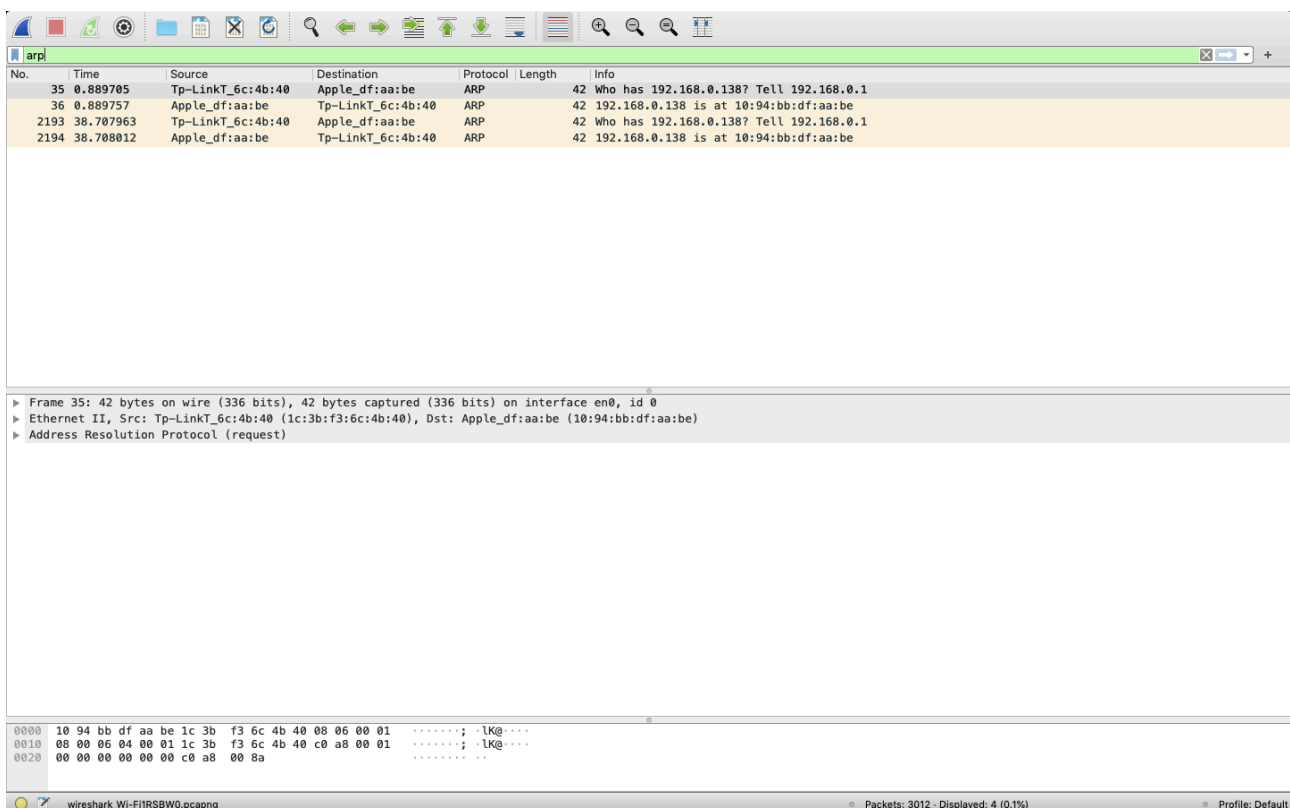 arp
+
No. Time Source Destination Protocol Length Info
35 0.889705 Tp-LinkT_6c:4b:40 Apple_df:aa:be ARP 42 Who has 192.168.0.138? Tell 192.168.0.1
36 0.889757 Apple_df:aa:be Tp-LinkT_6c:4b:40 ARP 42 192.168.0.138 is at 10:94:bb:df:aa:be
2193 38.707963 Tp-LinkT_6c:4b:40 Apple_df:aa:be ARP 42 Who has 192.168.0.138? Tell 192.168.0.1
2194 38.708012 Apple_df:aa:be Tp-LinkT_6c:4b:40 ARP 42 192.168.0.138 is at 10:94:bb:df:aa:be
Frame 35: 42 bytes on wire (336 bits), 42 bytes captured (336 bits) on interface en0, id 0
Ethernet II, Src: Tp-LinkT_6c:4b:40 (1c:3b:f3:6c:4b:40), Dst: Apple_df:aa:be (10:94:bb:df:aa:be)
Address Resolution Protocol (request)
0000 10 94 bb df aa be 1c 3b f3 6c 4b 40 08 06 00 01 ·······; ·lK@····
0010 08 00 06 04 00 01 1c 3b f3 6c 4b 40 c0 a8 00 01 ·······; ·lK@····
0020 00 00 00 00 00 00 c0 a8 00 8a ········ ··
wireshark_Wi-Fi1RSBW0.pcapng Packets: 3012 · Displayed: 4 (0.1%) Profile: Default